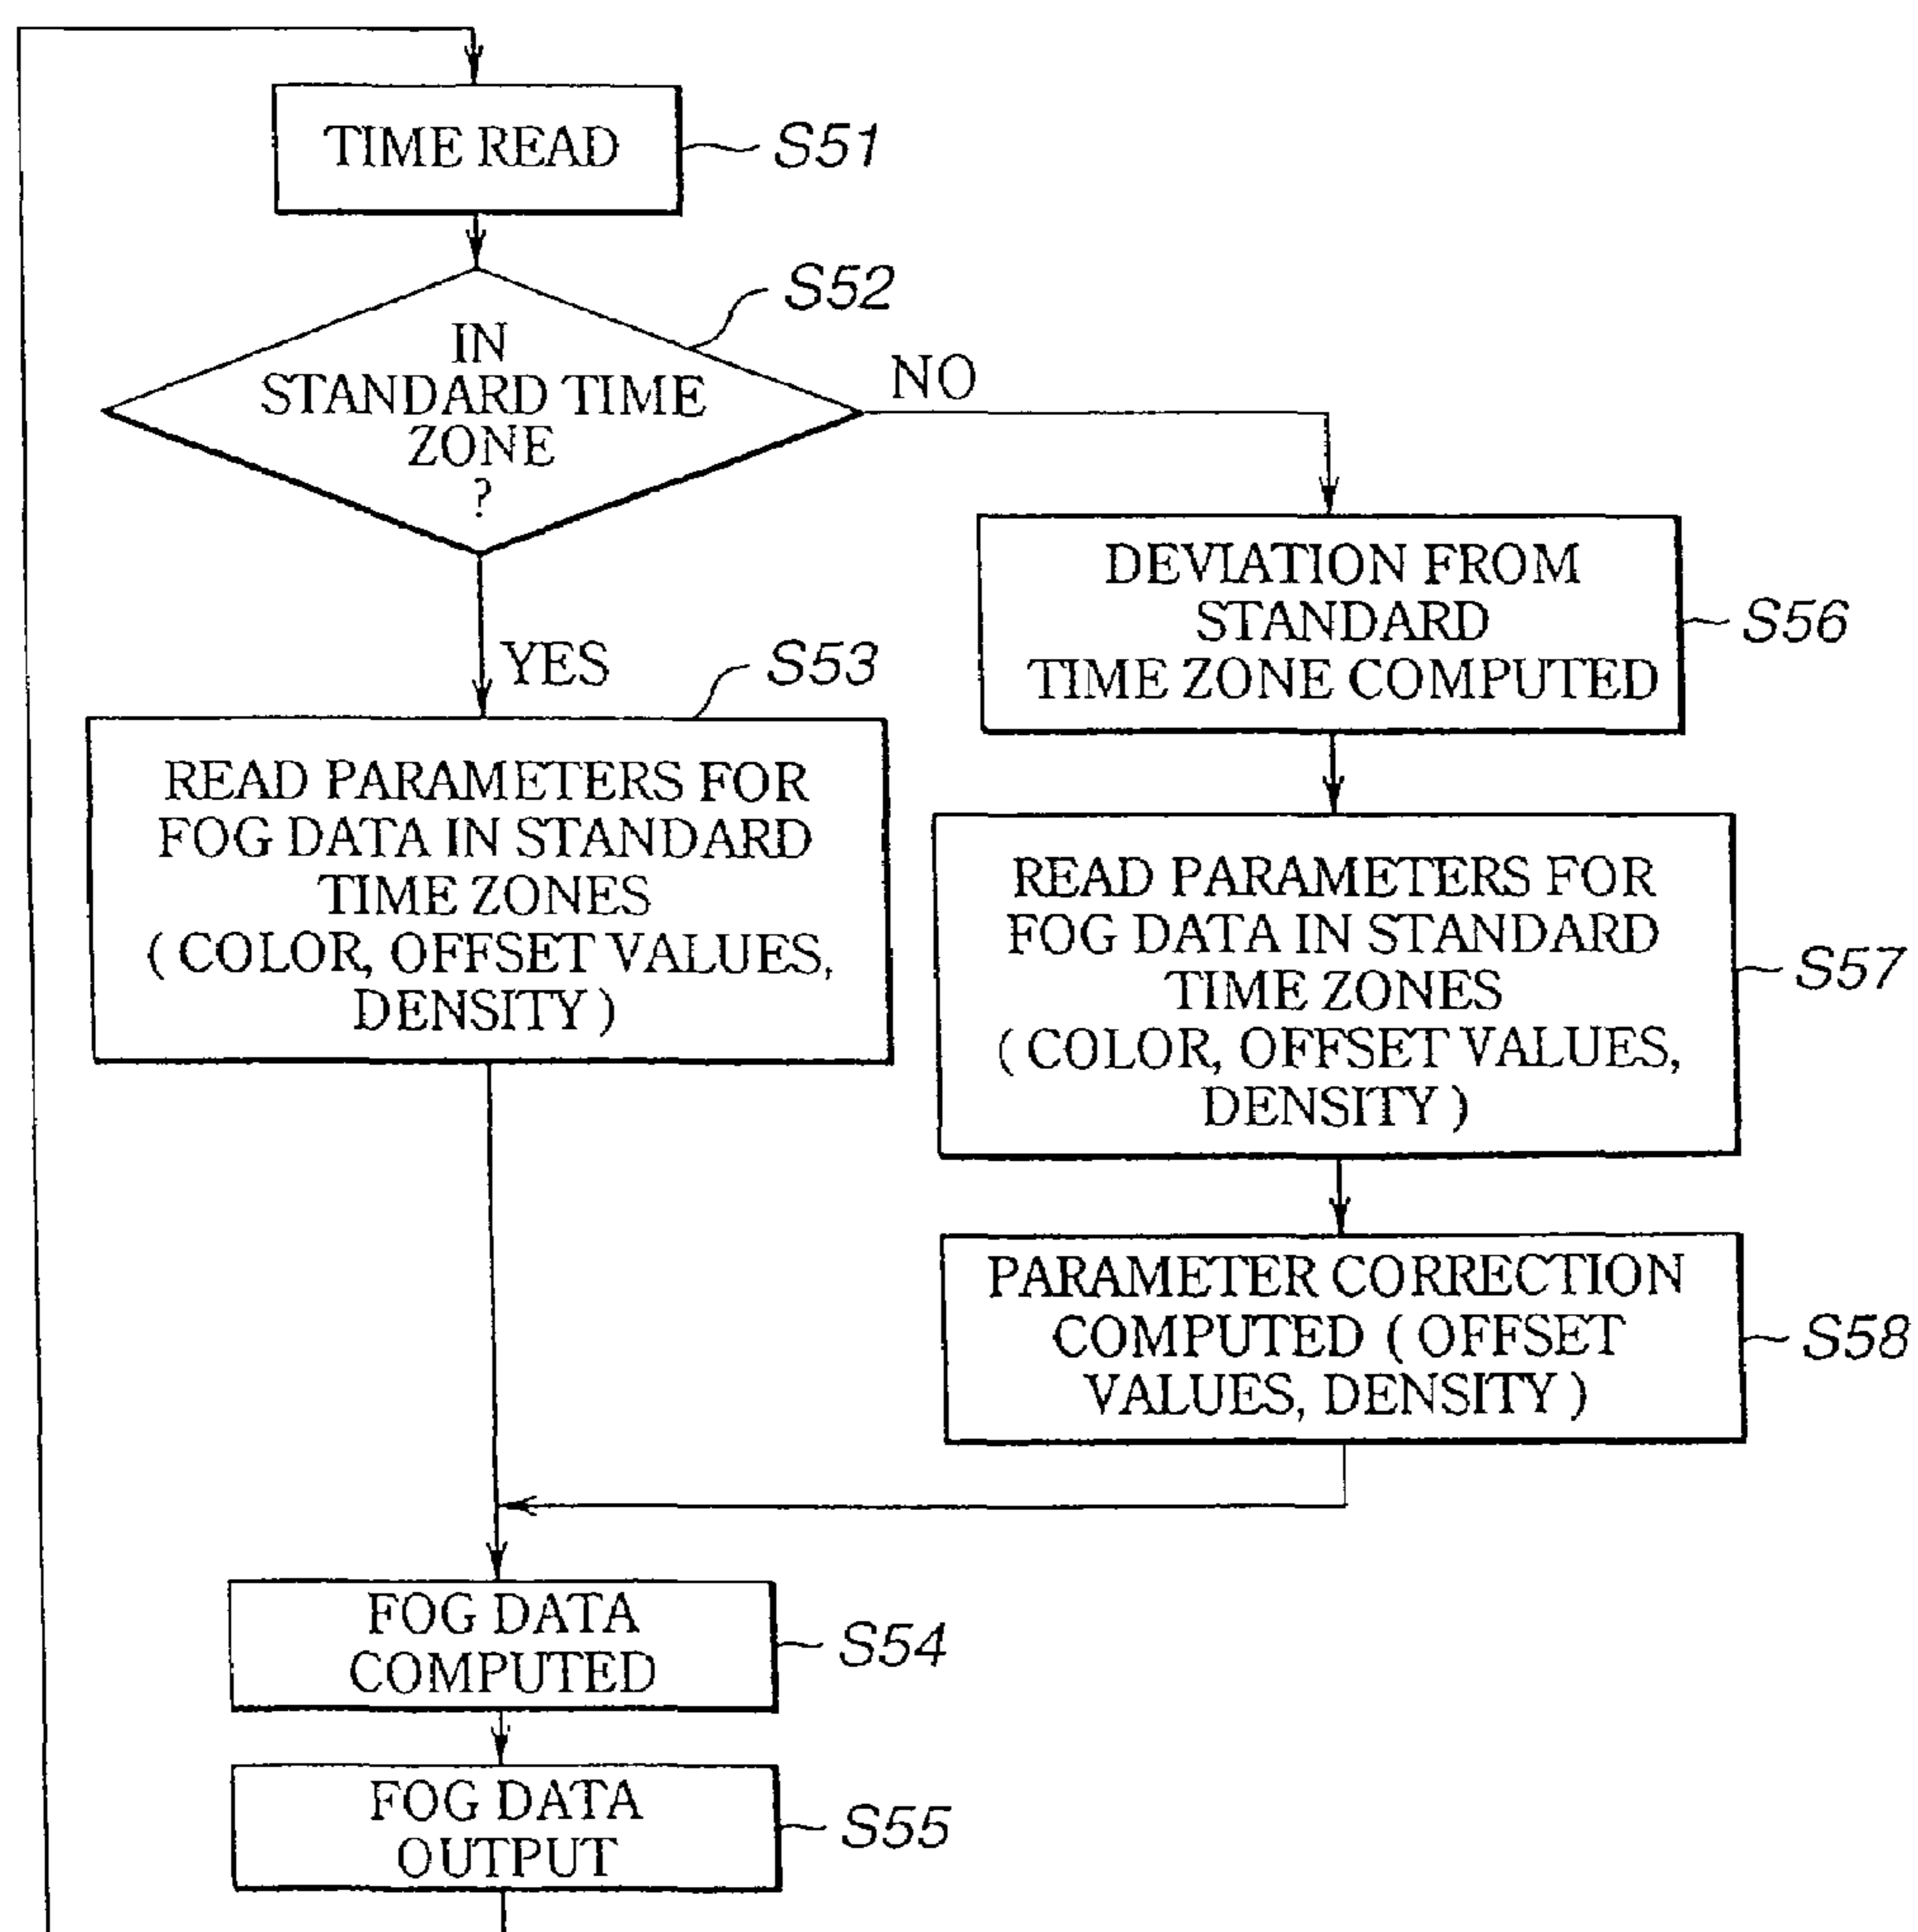 TIME READ
S51
S52
IN
STANDARD TIME
ZONE
?
NO
YES
S53
READ PARAMETERS FOR
FOG DATA IN STANDARD
TIME ZONES
( COLOR, OFFSET VALUES,
DENSITY )
DEVIATION FROM
STANDARD
TIME ZONE COMPUTED
S56
READ PARAMETERS FOR
FOG DATA IN STANDARD
TIME ZONES
( COLOR, OFFSET VALUES,
DENSITY )
S57
PARAMETER CORRECTION
COMPUTED ( OFFSET
VALUES, DENSITY )
S58
FOG DATA
COMPUTED
S54
FOG DATA
OUTPUT
S55